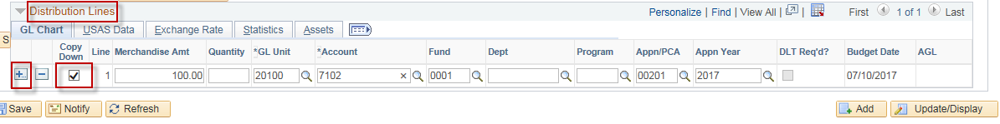 Distribution Lines
Personalize | Find | View All | | First 1 of 1 Last
GL Chart USAS Data Exchange Rate Statistics Assets
S
Copy Down Line Merchandise Amt Quantity *GL Unit *Account Fund Dept Program Appn/PCA Appn Year DLT Req'd? Budget Date AGL
+ - 1 100.00 20100 7102 × 0001 00201 2017 07/10/2017
Save Notify Refresh Add Update/Display